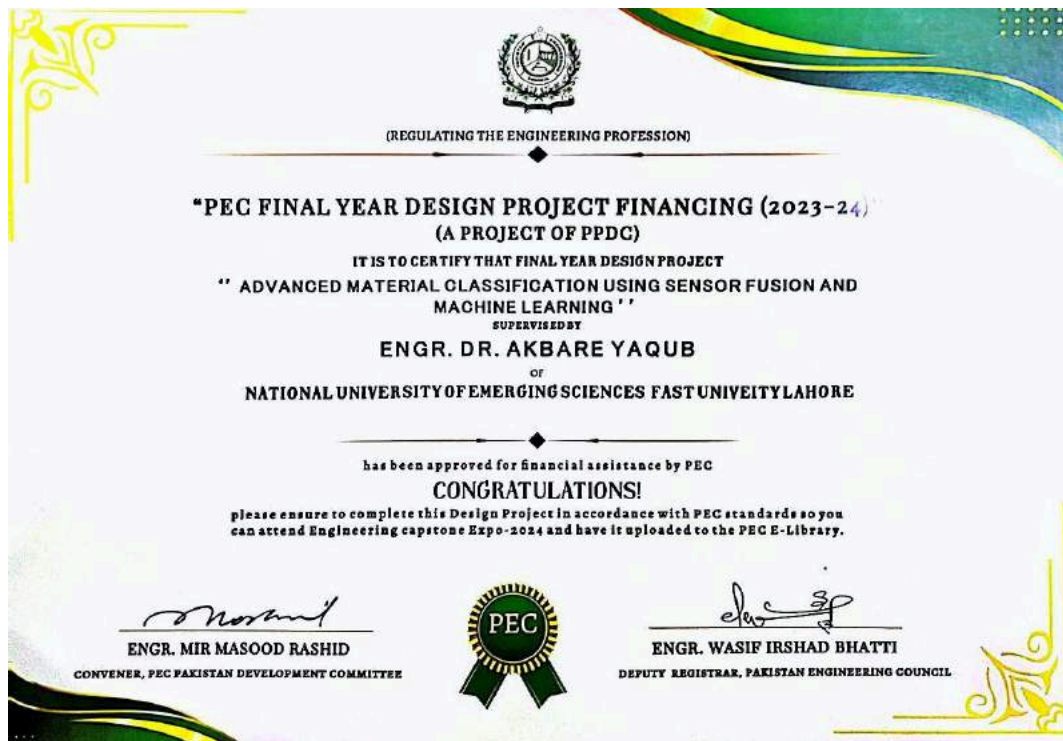 (REGULATING THE ENGINEERING PROFESSION)
"PEC FINAL YEAR DESIGN PROJECT FINANCING (2023-24)"
(A PROJECT OF PPDC)
IT IS TO CERTIFY THAT FINAL YEAR DESIGN PROJECT
'' ADVANCED MATERIAL CLASSIFICATION USING SENSOR FUSION AND
MACHINE LEARNING ''
SUPERVISED BY
ENGR. DR. AKBARE YAQUB
OF
NATIONAL UNIVERSITY OF EMERGING SCIENCES FAST UNIVEITY LAHORE
has been approved for financial assistance by PEC
CONGRATULATIONS!
please ensure to complete this Design Project in accordance with PEC standards so you
can attend Engineering capstone Expo-2024 and have it uploaded to the PEC E-Library.
PEC
ENGR. MIR MASOOD RASHID
CONVENER, PEC PAKISTAN DEVELOPMENT COMMITTEE
ENGR. WASIF IRSHAD BHATTI
DEPUTY REGISTRAR, PAKISTAN ENGINEERING COUNCIL